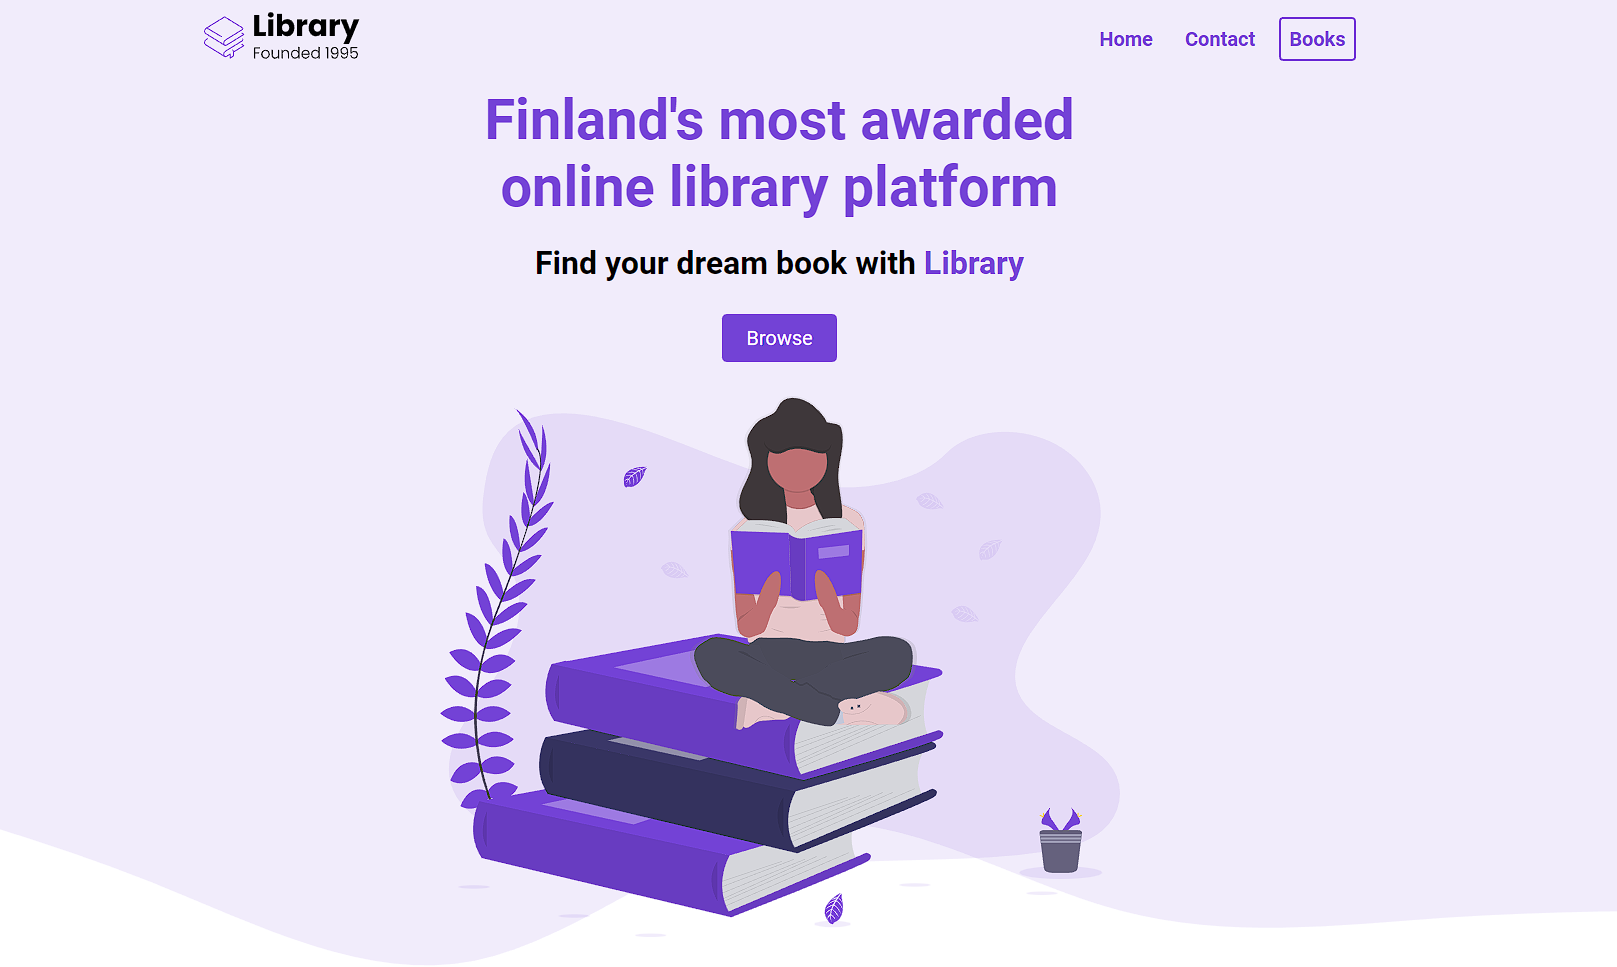 Library
Founded 1995
Home Contact Books
Finland's most awarded
online library platform
Find your dream book with Library
Browse